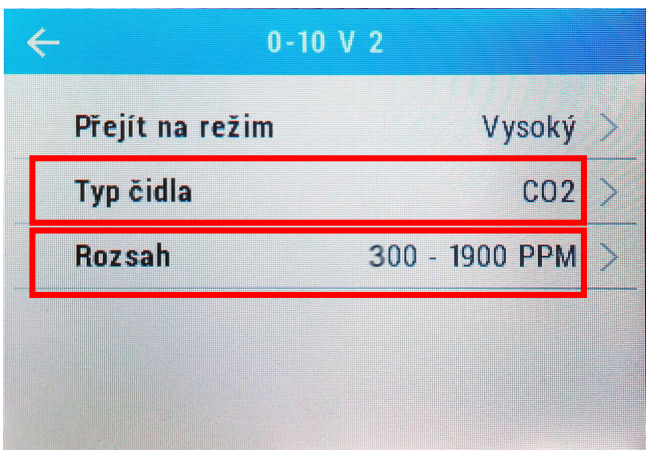 0-10 V 2
Přejít na režim Vysoký
Typ čidla CO2
Rozsah 300 - 1900 PPM